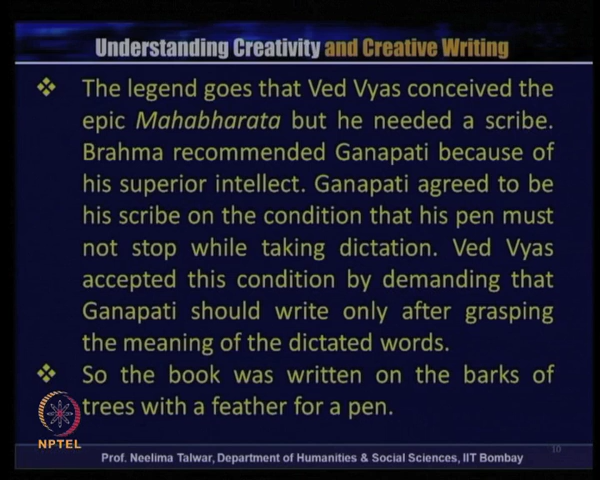 Understanding Creativity and Creative Writing
The legend goes that Ved Vyas conceived the
epic Mahabharata but he needed a scribe.
Brahma recommended Ganapati because of
his superior intellect. Ganapati agreed to be
his scribe on the condition that his pen must
not stop while taking dictation. Ved Vyas
accepted this condition by demanding that
Ganapati should write only after grasping
the meaning of the dictated words.
So the book was written on the barks of
trees with a feather for a pen.
NPTEL
Prof. Neelima Talwar, Department of Humanities & Social Sciences, IIT Bombay
10